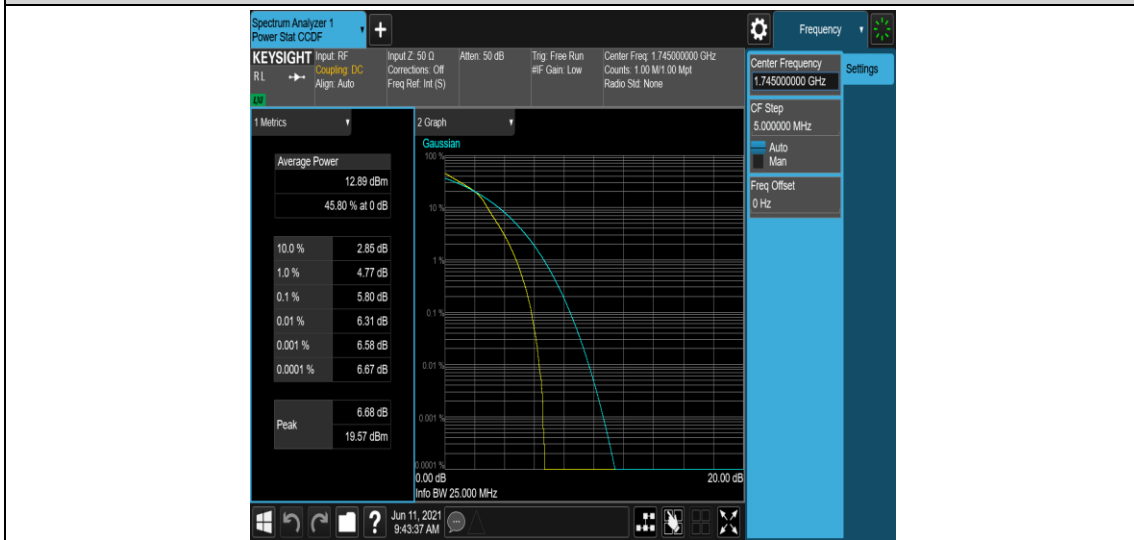 Spectrum Analyzer 1
Power Stat CCDF
+
Frequency
KEYSIGHT
RL
LXI
Input: RF
Coupling: DC
Align: Auto
Input Z: 50 Ω
Corrections: Off
Freq Ref: Int (S)
Atten: 50 dB
Trig: Free Run
#IF Gain: Low
Center Freq: 1.745000000 GHz
Counts: 1.00 M/1.00 Mpt
Radio Std: None
Center Frequency
1.745000000 GHz
Settings
CF Step
5.000000 MHz
Auto
Man
Freq Offset
0 Hz
1 Metrics
Average Power
12.89 dBm
45.80 % at 0 dB
10.0 % 2.85 dB
1.0 % 4.77 dB
0.1 % 5.80 dB
0.01 % 6.31 dB
0.001 % 6.58 dB
0.0001 % 6.67 dB
Peak
6.68 dB
19.57 dBm
2 Graph
Gaussian
100 %
10 %
1 %
0.1 %
0.01 %
0.001 %
0.0001 %
0.00 dB 20.00 dB
Info BW 25.000 MHz
?
Jun 11, 2021
9:43:37 AM